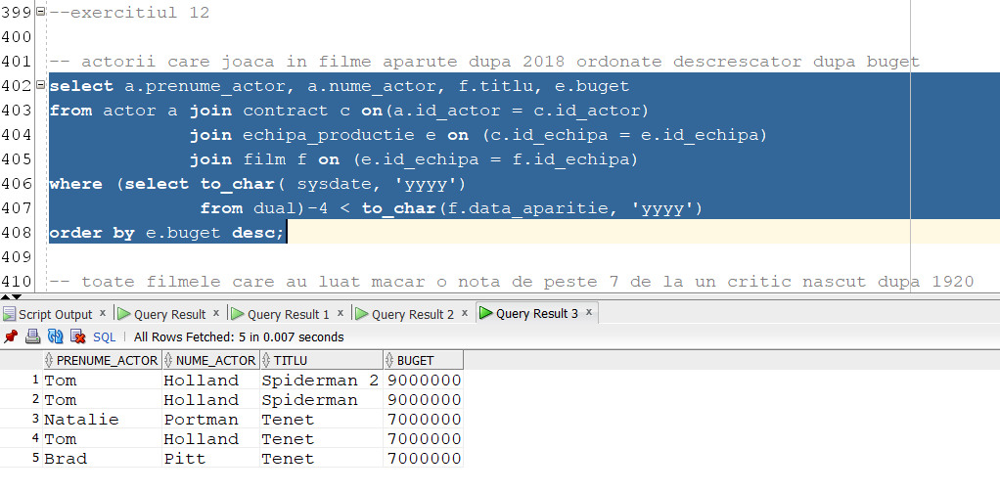 399 --exercitiul 12
400
401 -- actorii care joaca in filme aparute dupa 2018 ordonate descrescator dupa buget
402 select a.prenume_actor, a.nume_actor, f.titlu, e.buget
403 from actor a join contract c on(a.id_actor = c.id_actor)
404 join echipa_productie e on (c.id_echipa = e.id_echipa)
405 join film f on (e.id_echipa = f.id_echipa)
406 where (select to_char( sysdate, 'yyyy')
407 from dual)-4 < to_char(f.data_aparitie, 'yyyy')
408 order by e.buget desc;
409
410 -- toate filmele care au luat macar o nota de peste 7 de la un critic nascut dupa 1920
Script Output x Query Result x Query Result 1 x Query Result 2 x Query Result 3 x
SQL All Rows Fetched: 5 in 0.007 seconds
PRENUME_ACTOR NUME_ACTOR TITLU BUGET
1 Tom Holland Spiderman 2 9000000
2 Tom Holland Spiderman 9000000
3 Natalie Portman Tenet 7000000
4 Tom Holland Tenet 7000000
5 Brad Pitt Tenet 7000000